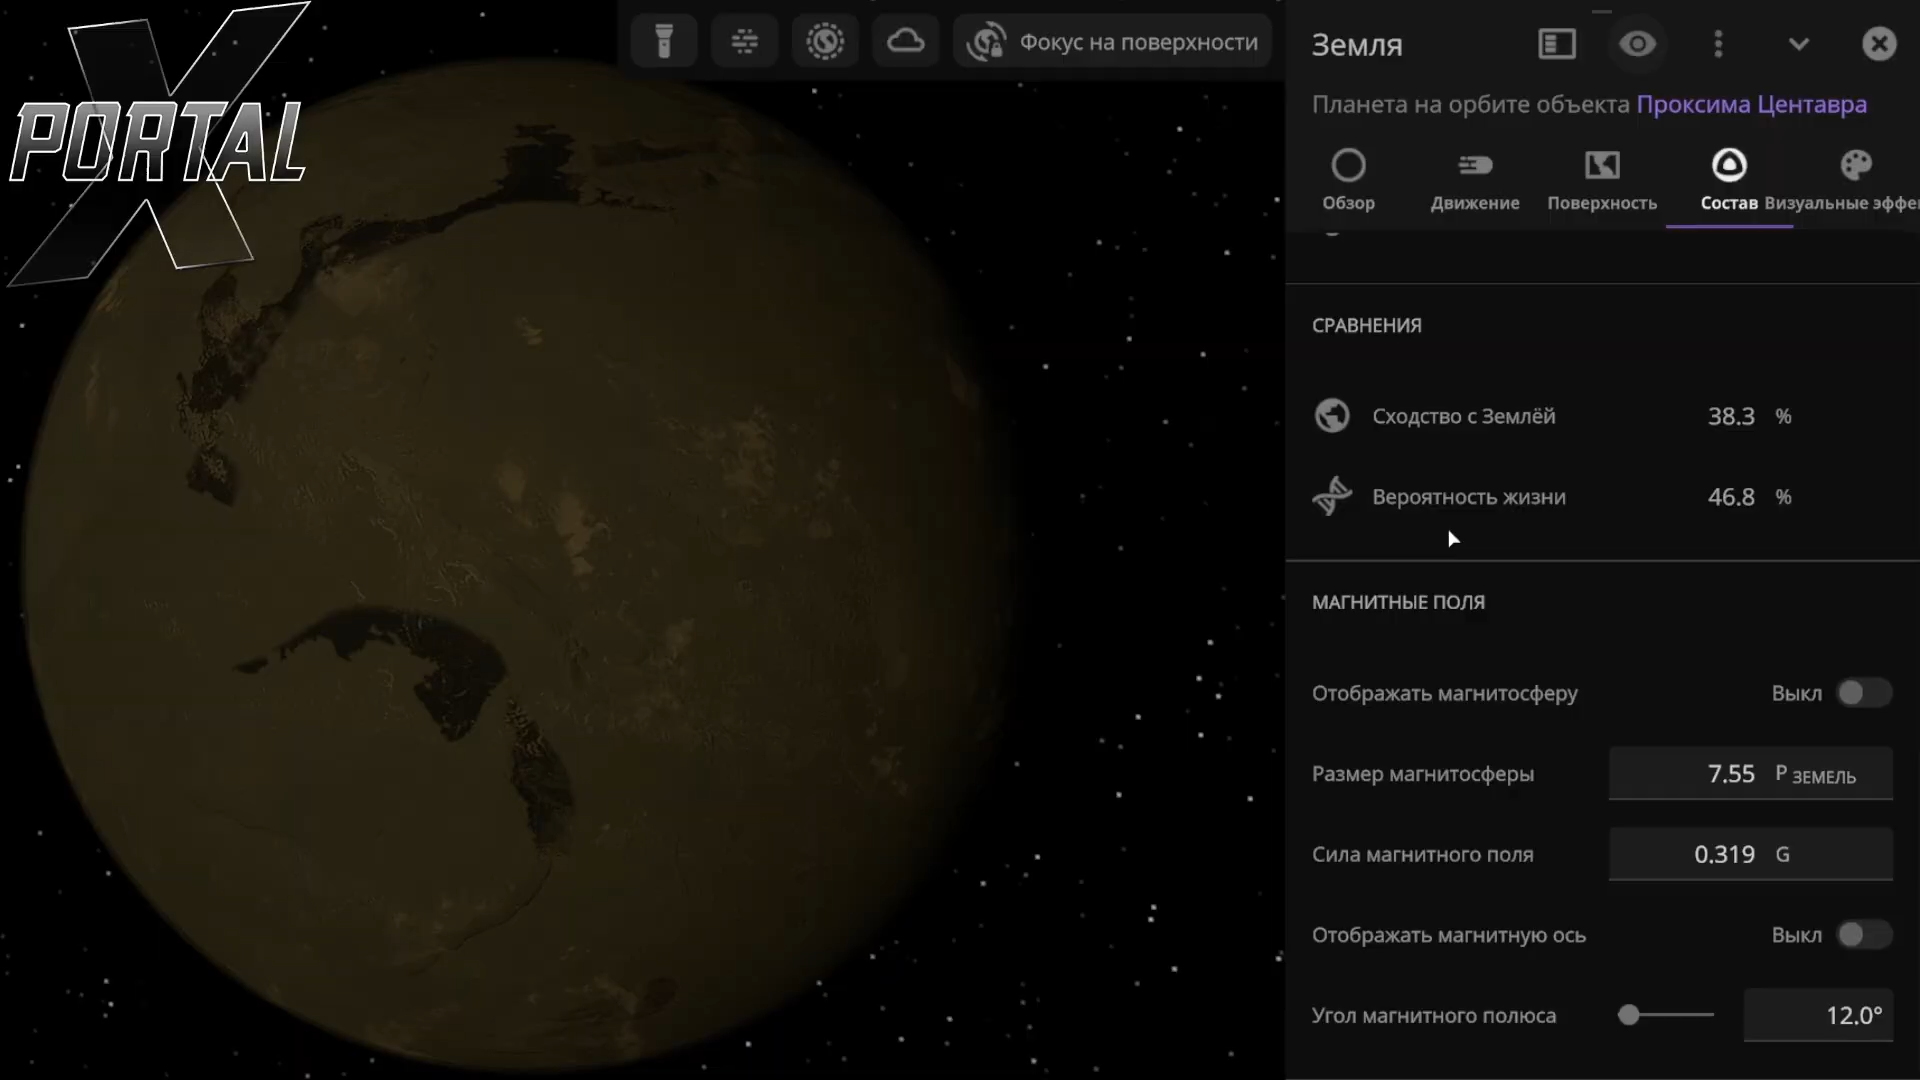 PORTAL
X
Фокус на поверхности
Земля
Планета на орбите объекта Проксима Центавра
Обзор
Движение
Поверхность
Состав
Визуальные эффе
СРАВНЕНИЯ
Сходство с Землёй 38.3 %
Вероятность жизни 46.8 %
МАГНИТНЫЕ ПОЛЯ
Отображать магнитосферу Выкл
Размер магнитосферы 7.55 Р ЗЕМЕЛЬ
Сила магнитного поля 0.319 G
Отображать магнитную ось Выкл
Угол магнитного полюса 12.0°